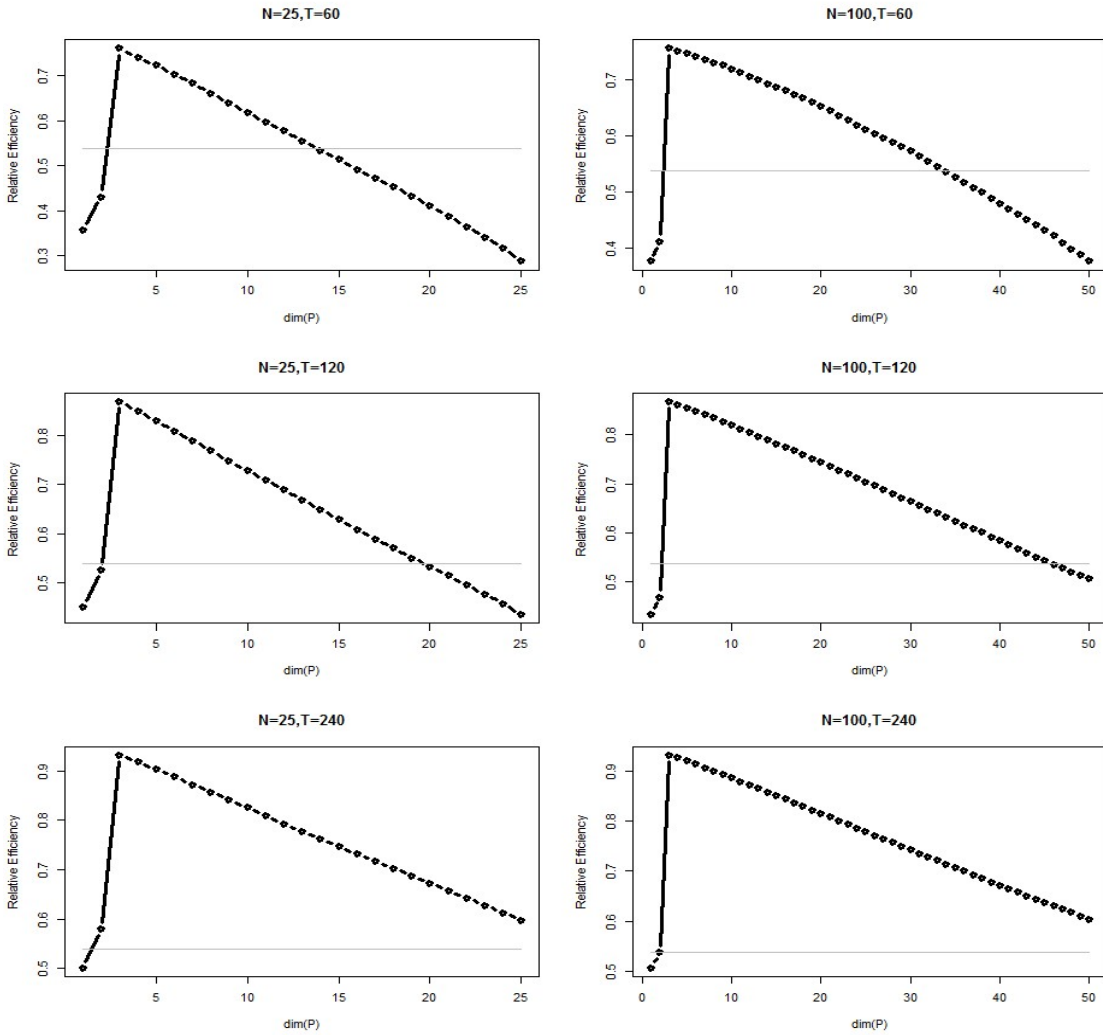 N=25,T=60
Relative Efficiency
0.7
0.6
0.5
0.4
0.3
5 10 15 20 25
dim(P)
N=100,T=60
Relative Efficiency
0.7
0.6
0.5
0.4
0 10 20 30 40 50
dim(P)
N=25,T=120
Relative Efficiency
0.8
0.7
0.6
0.5
5 10 15 20 25
dim(P)
N=100,T=120
Relative Efficiency
0.8
0.7
0.6
0.5
0 10 20 30 40 50
dim(P)
N=25,T=240
Relative Efficiency
0.9
0.8
0.7
0.6
0.5
5 10 15 20 25
dim(P)
N=100,T=240
Relative Efficiency
0.9
0.8
0.7
0.6
0.5
0 10 20 30 40 50
dim(P)